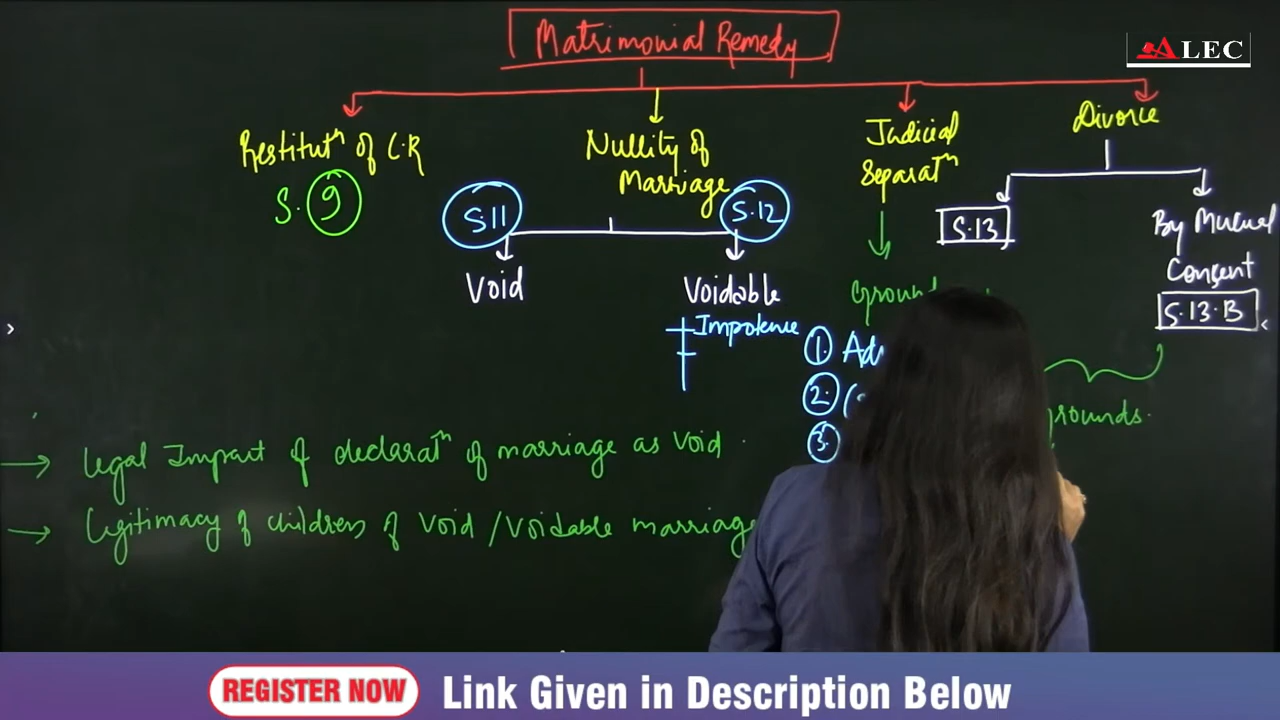 Matrimonial Remedy
ALEC
Restitutⁿ of C.R
S. 9
Nullity of
Marriage
S.11
S.12
Void
Voidable
Impotence
Judicial
Separatⁿ
Divorce
S.13
By Mutual
Consent
S.13.B
1.
2.
3.
→ Legal Impact of declaratⁿ of marriage as Void.
→ Legitimacy of children of Void / Voidable marriage
REGISTER NOW
Link Given in Description Below